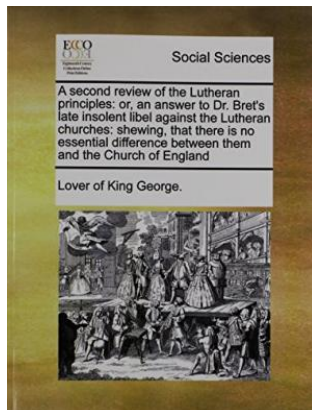 ECCO
Social Sciences
A second review of the Lutheran
principles: or, an answer to Dr. Bret's
late insolent libel against the Lutheran
churches: shewing, that there is no
essential difference between them
and the Church of England
Lover of King George.